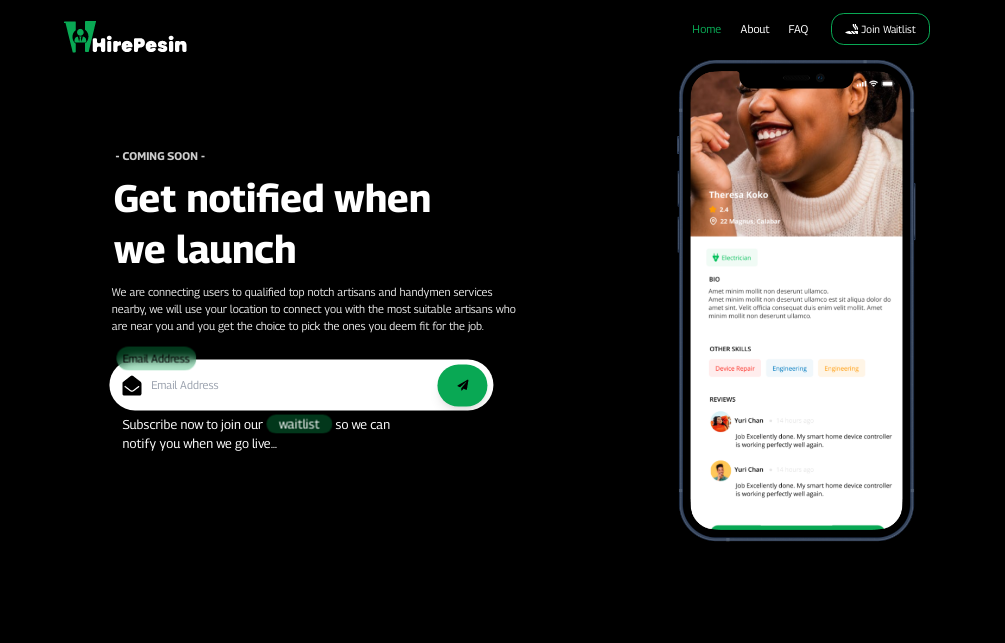 HirePesin
Home
About
FAQ
Join Waitlist
- COMING SOON -
Get notified when
we launch
We are connecting users to qualified top notch artisans and handymen services
nearby, we will use your location to connect you with the most suitable artisans who
are near you and you get the choice to pick the ones you deem fit for the job.
Email Address
Email Address
Subscribe now to join our waitlist so we can
notify you when we go live...
Theresa Koko
2.4
22 Magnus, Calabar
Electrician
BIO
Amet minim mollit non deserunt ullamco.
Amet minim mollit non deserunt ullamco est sit aliqua dolor do
amet sint. Velit officia consequat duis enim velit mollit. Amet
minim mollit non deserunt ullamco.
OTHER SKILLS
Device Repair
Engineering
Engineering
REVIEWS
Yuri Chan
14 hours ago
Job Excellently done. My smart home device controller
is working perfectly well again.
Yuri Chan
14 hours ago
Job Excellently done. My smart home device controller
is working perfectly well again.